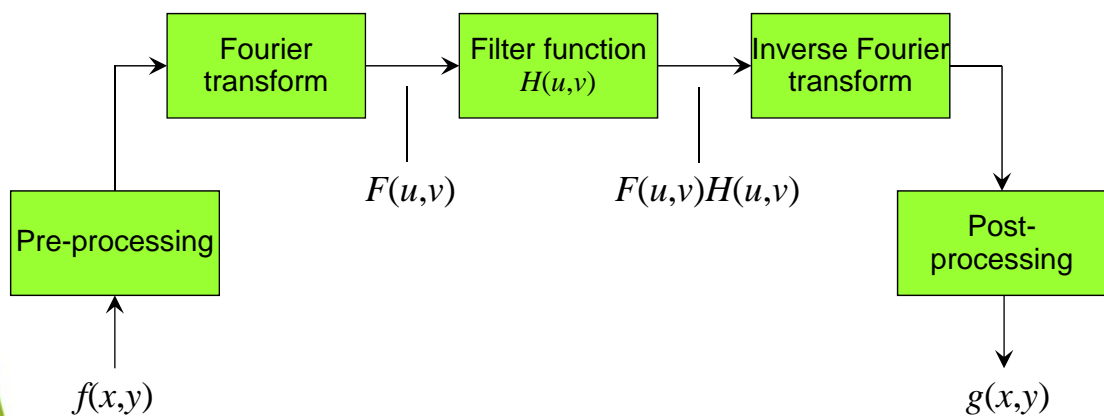 Fourier
transform
Filter function
H(u,v)
Inverse Fourier
transform
F(u,v)
F(u,v)H(u,v)
Pre-processing
Post-
processing
f(x,y)
g(x,y)